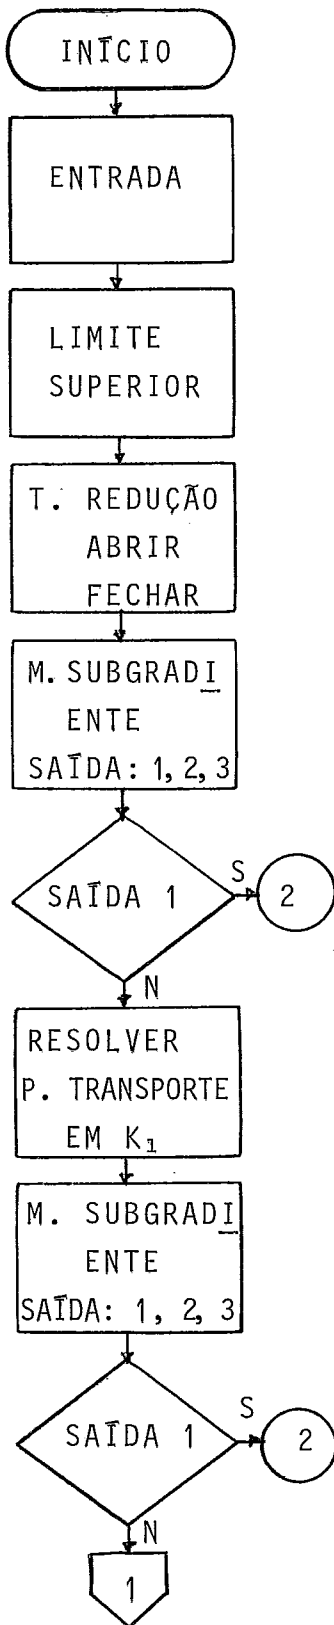 INÍCIO
ENTRADA
LIMITE
SUPERIOR
T. REDUÇÃO
ABRIR
FECHAR
M. SUBGRADI
ENTE
SAÍDA: 1, 2, 3
SAÍDA 1
S
2
N
RESOLVER
P. TRANSPORTE
EM K₁
M. SUBGRADI
ENTE
SAÍDA: 1, 2, 3
SAÍDA 1
S
2
N
1